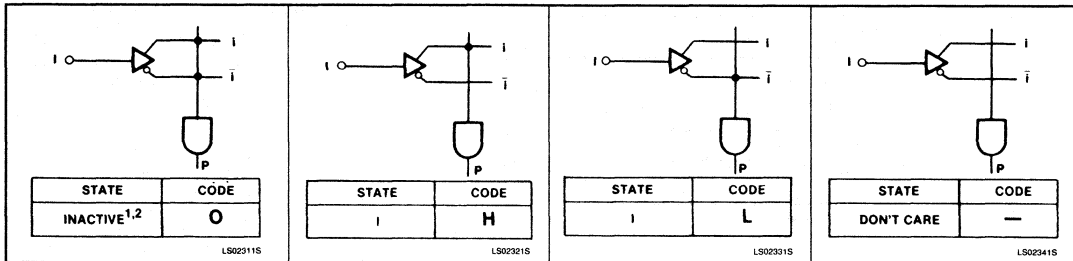 I i
ī
P
STATE CODE
INACTIVE1,2 O
LS02311S
I i
ī
P
STATE CODE
I H
LS02321S
I i
ī
P
STATE CODE
I L
LS02331S
I i
ī
P
STATE CODE
DON'T CARE —
LS02341S